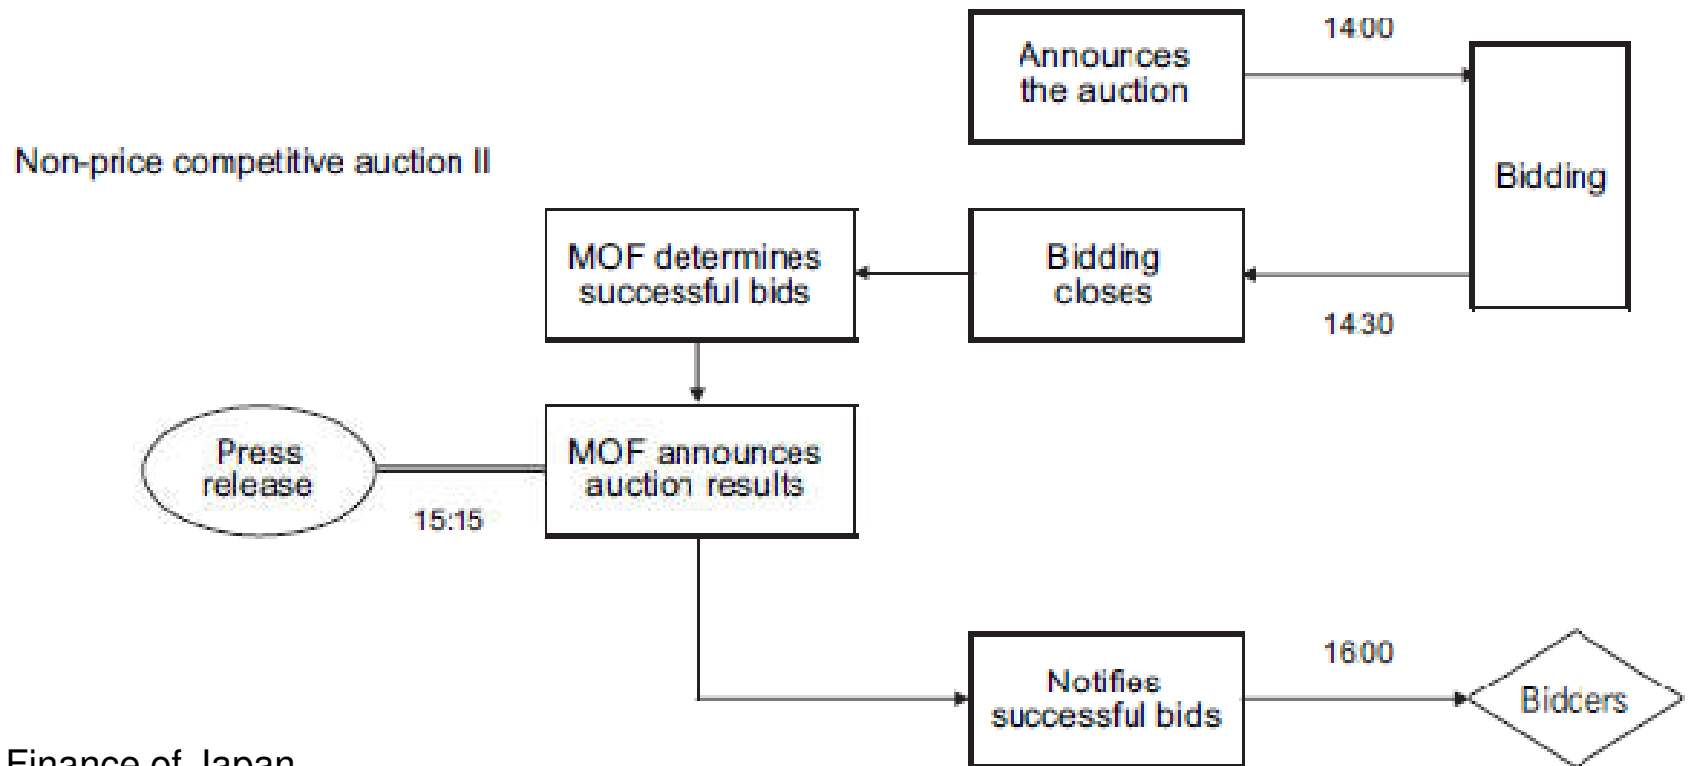 Announces
the auction
14:00
Bidding
Non-price competitive auction II
MOF determines
successful bids
Bidding
closes
14:30
Press
release
15:15
MOF announces
auction results
Notifies
successful bids
16:00
Bidders
Finance of Japan